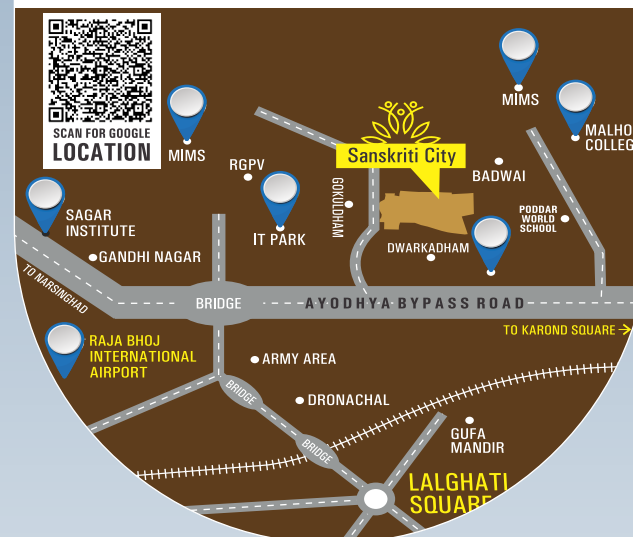 SCAN FOR GOOGLE
LOCATION
MIMS
MIMS
MALHO
COLLEG
RGPV
Sanskriti City
BADWAI
GOKULDHAM
SAGAR
INSTITUTE
IT PARK
PODDAR
WORLD
SCHOOL
DWARKADHAM
GANDHI NAGAR
TO NARSINGHAD
BRIDGE
AYODHYA BYPASS ROAD
TO KAROND SQUARE
RAJA BHOJ
INTERNATIONAL
AIRPORT
ARMY AREA
BRIDGE
DRONACHAL
BRIDGE
GUFA
MANDIR
LALGHATI
SQUARE